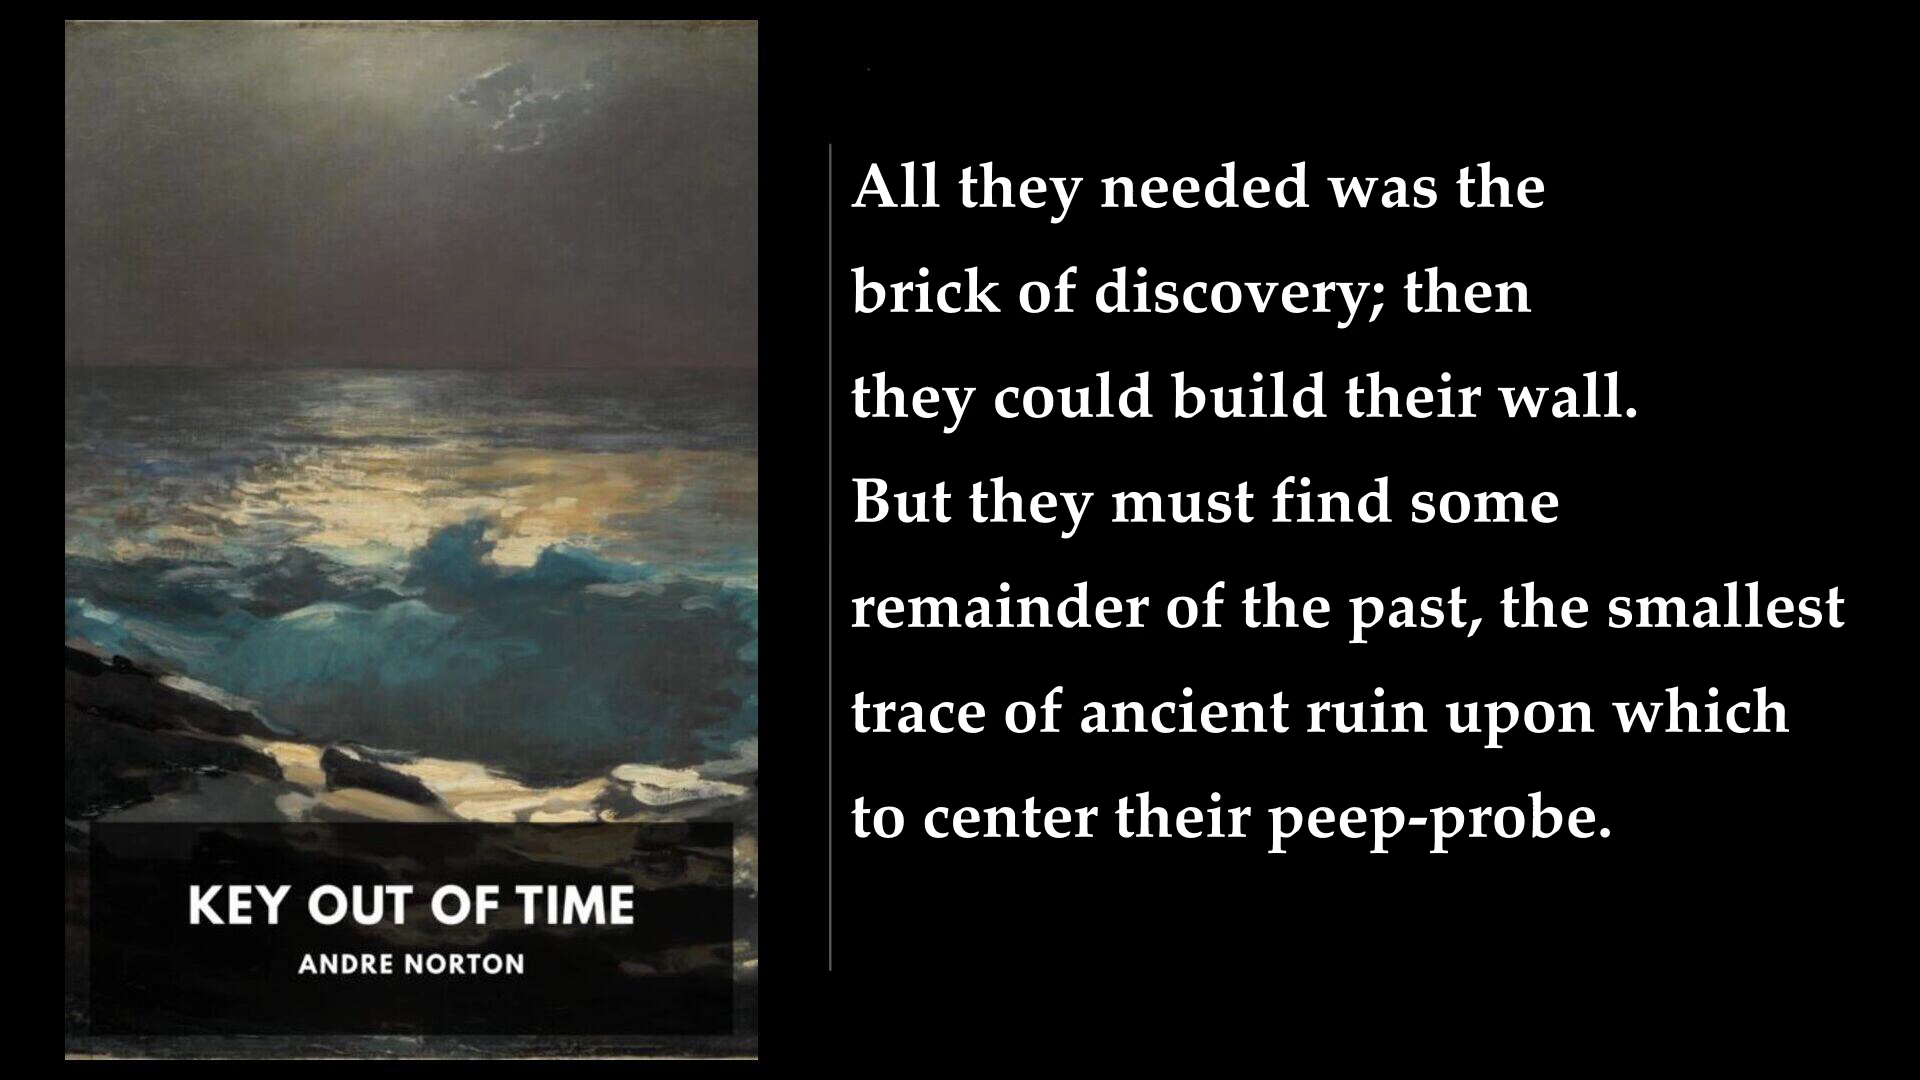 All they needed was the
brick of discovery; then
they could build their wall.
But they must find some
remainder of the past, the smallest
trace of ancient ruin upon which
to center their peep-probe.
KEY OUT OF TIME
ANDRE NORTON